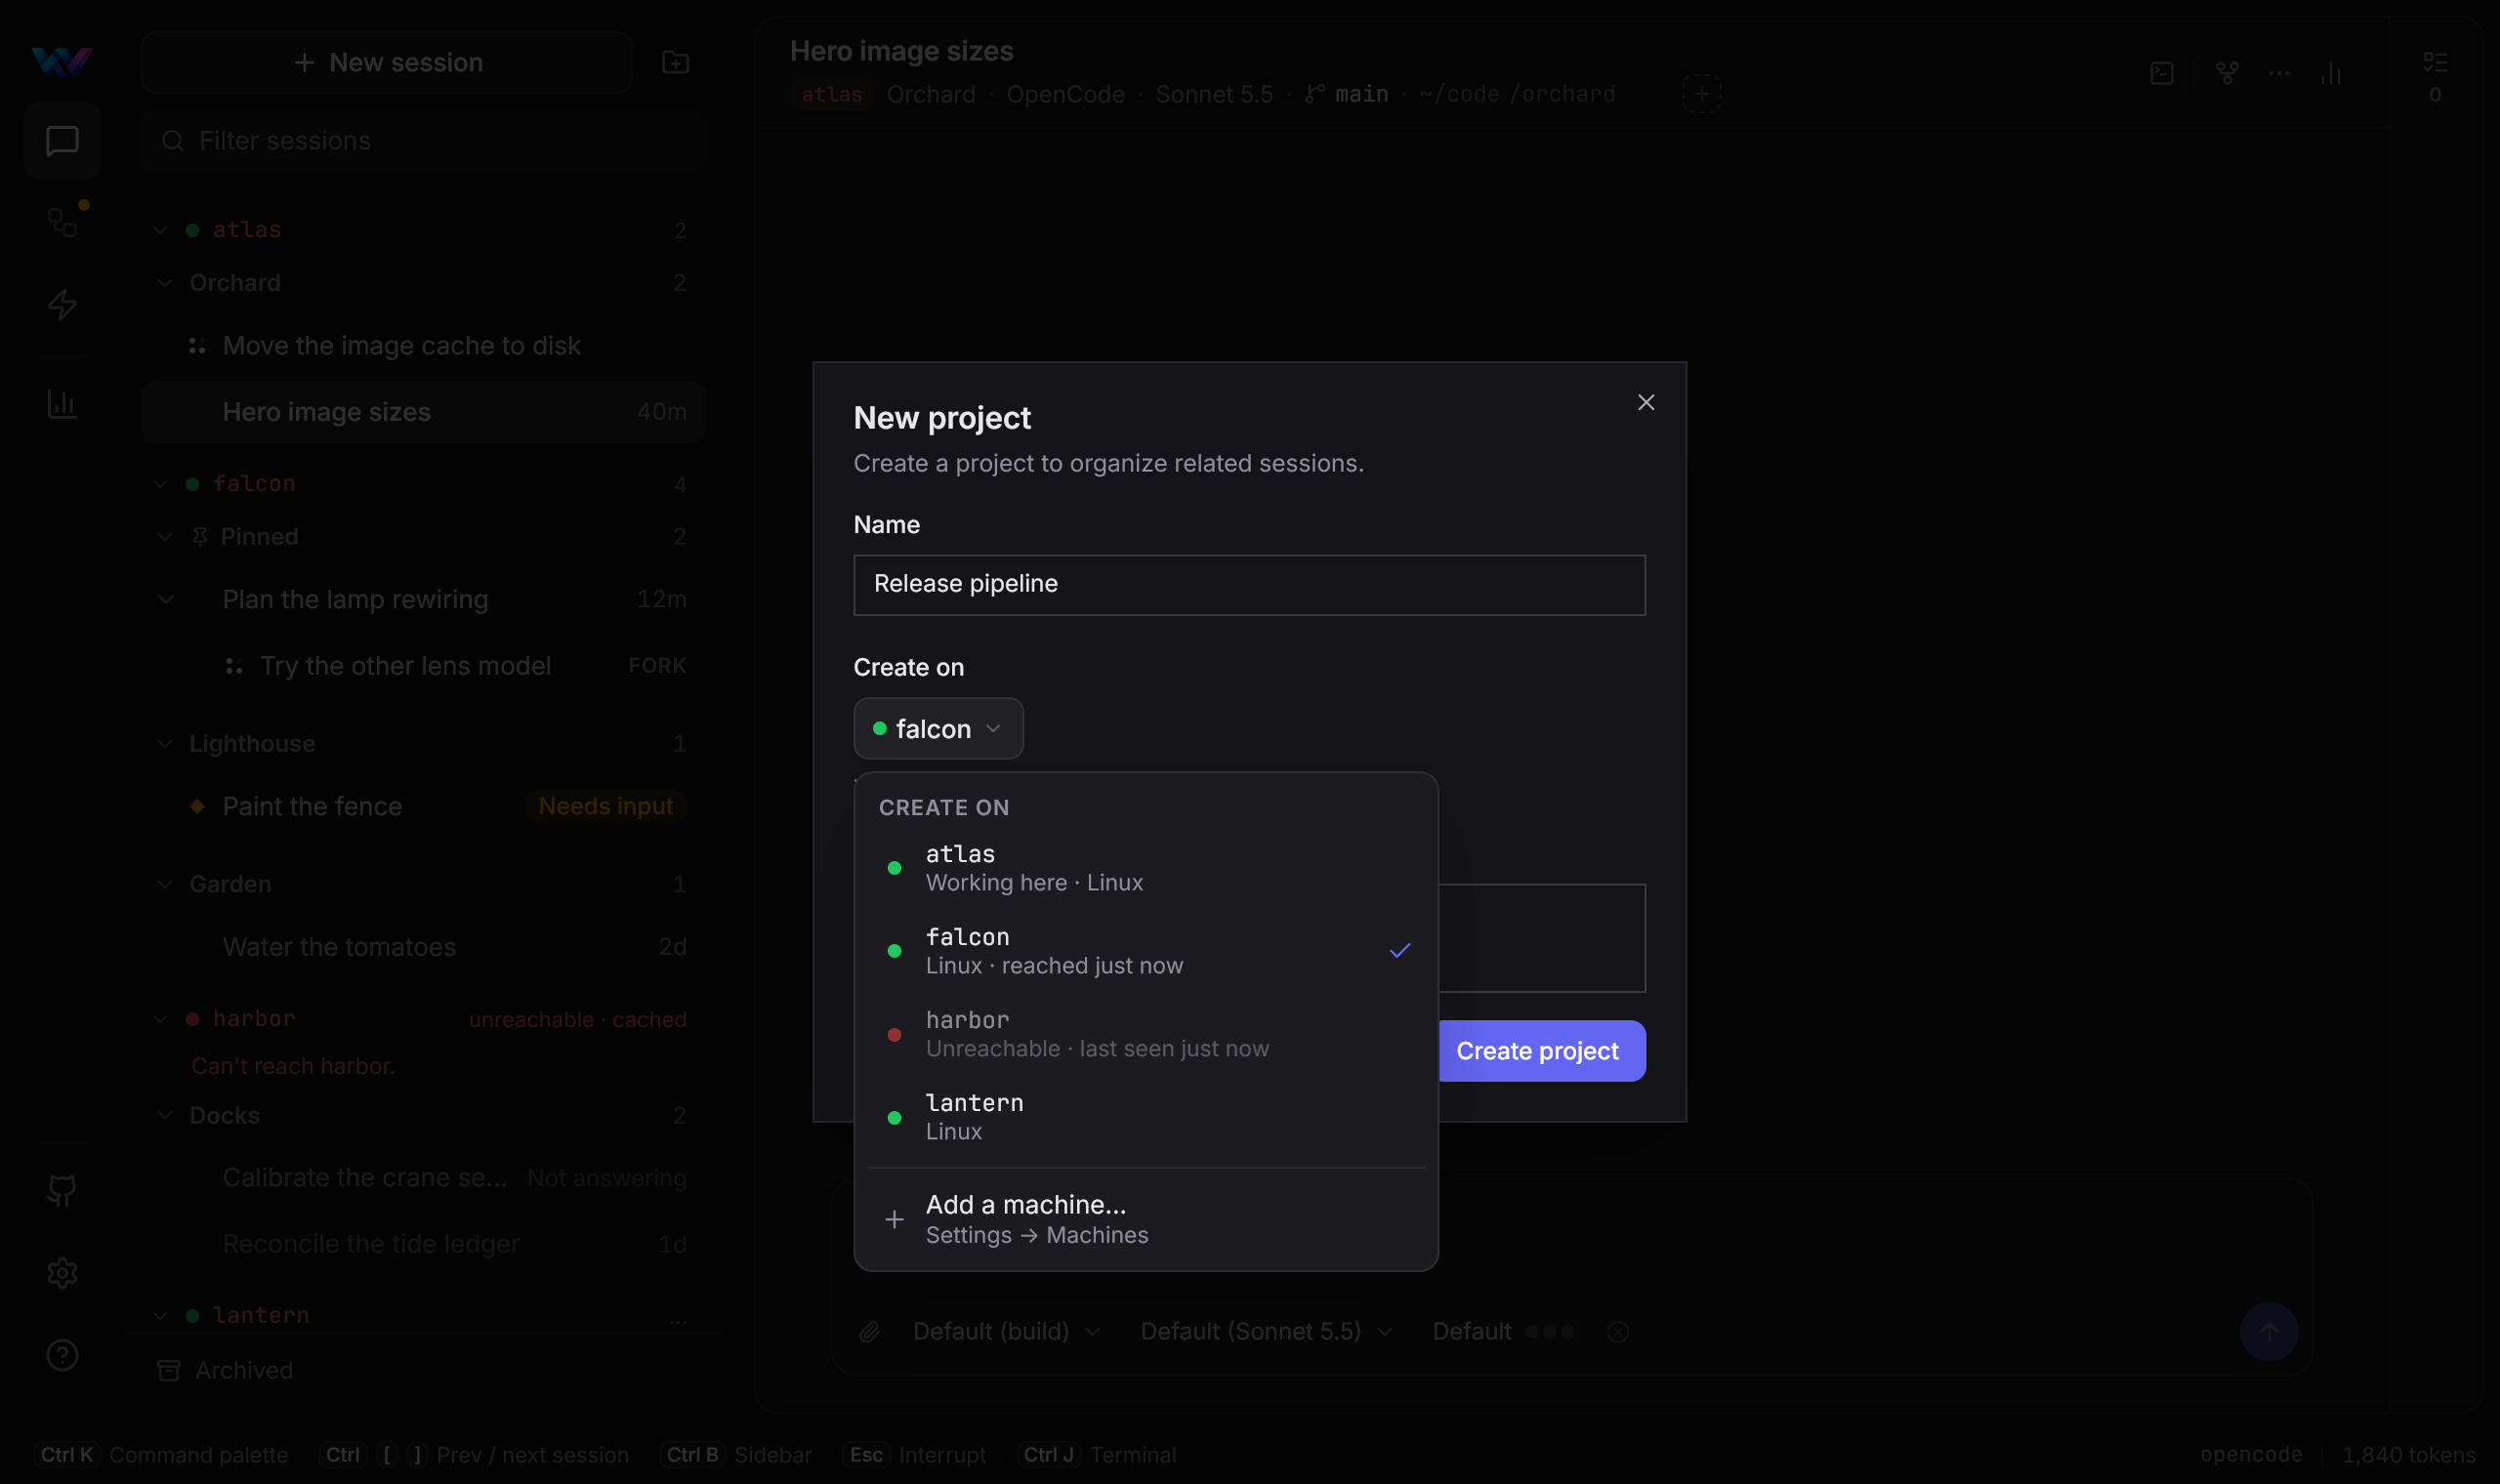 New session
Filter sessions
atlas 2
Orchard 2
Move the image cache to disk
Hero image sizes 40m
falcon 4
Pinned 2
Plan the lamp rewiring 12m
Try the other lens model FORK
Lighthouse 1
Paint the fence Needs input
Garden 1
Water the tomatoes 2d
harbor unreachable · cached
Can't reach harbor.
Docks 2
Calibrate the crane se... Not answering
Reconcile the tide ledger 1d
lantern ...
Archived
Hero image sizes
atlas Orchard · OpenCode · Sonnet 5.5 · main · ~/code /orchard
0
New project
Create a project to organize related sessions.
Name
Release pipeline
Create on
falcon
CREATE ON
atlas
Working here · Linux
falcon
Linux · reached just now
harbor
Unreachable · last seen just now
lantern
Linux
Add a machine...
Settings → Machines
Create project
Default (build) Default (Sonnet 5.5) Default
Ctrl K Command palette Ctrl [ ] Prev / next session Ctrl B Sidebar Esc Interrupt Ctrl J Terminal
opencode 1,840 tokens